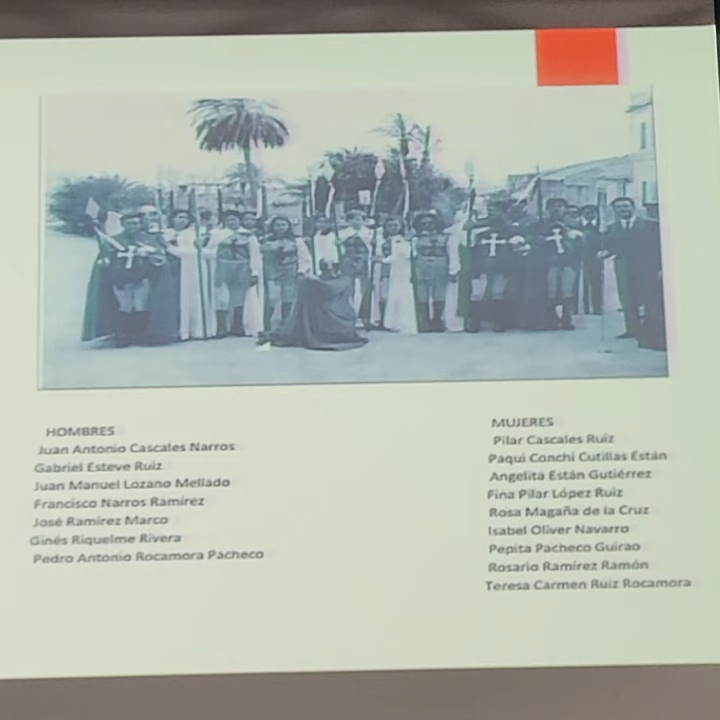 HOMBRES
Juan Antonio Cascales Narros
Gabriel Esteve Ruiz
Juan Manuel Lozano Mellado
Francisco Narros Ramírez
José Ramírez Marco
Ginés Riquelme Rivera
Pedro Antonio Rocamora Pacheco
MUJERES
Pilar Cascales Ruiz
Paqui Conchi Cutillas Están
Angelita Están Gutiérrez
Fina Pilar López Ruiz
Rosa Magaña de la Cruz
Isabel Oliver Navarro
Pepita Pacheco Guirao
Rosario Ramírez Ramón
Teresa Carmen Ruiz Rocamora